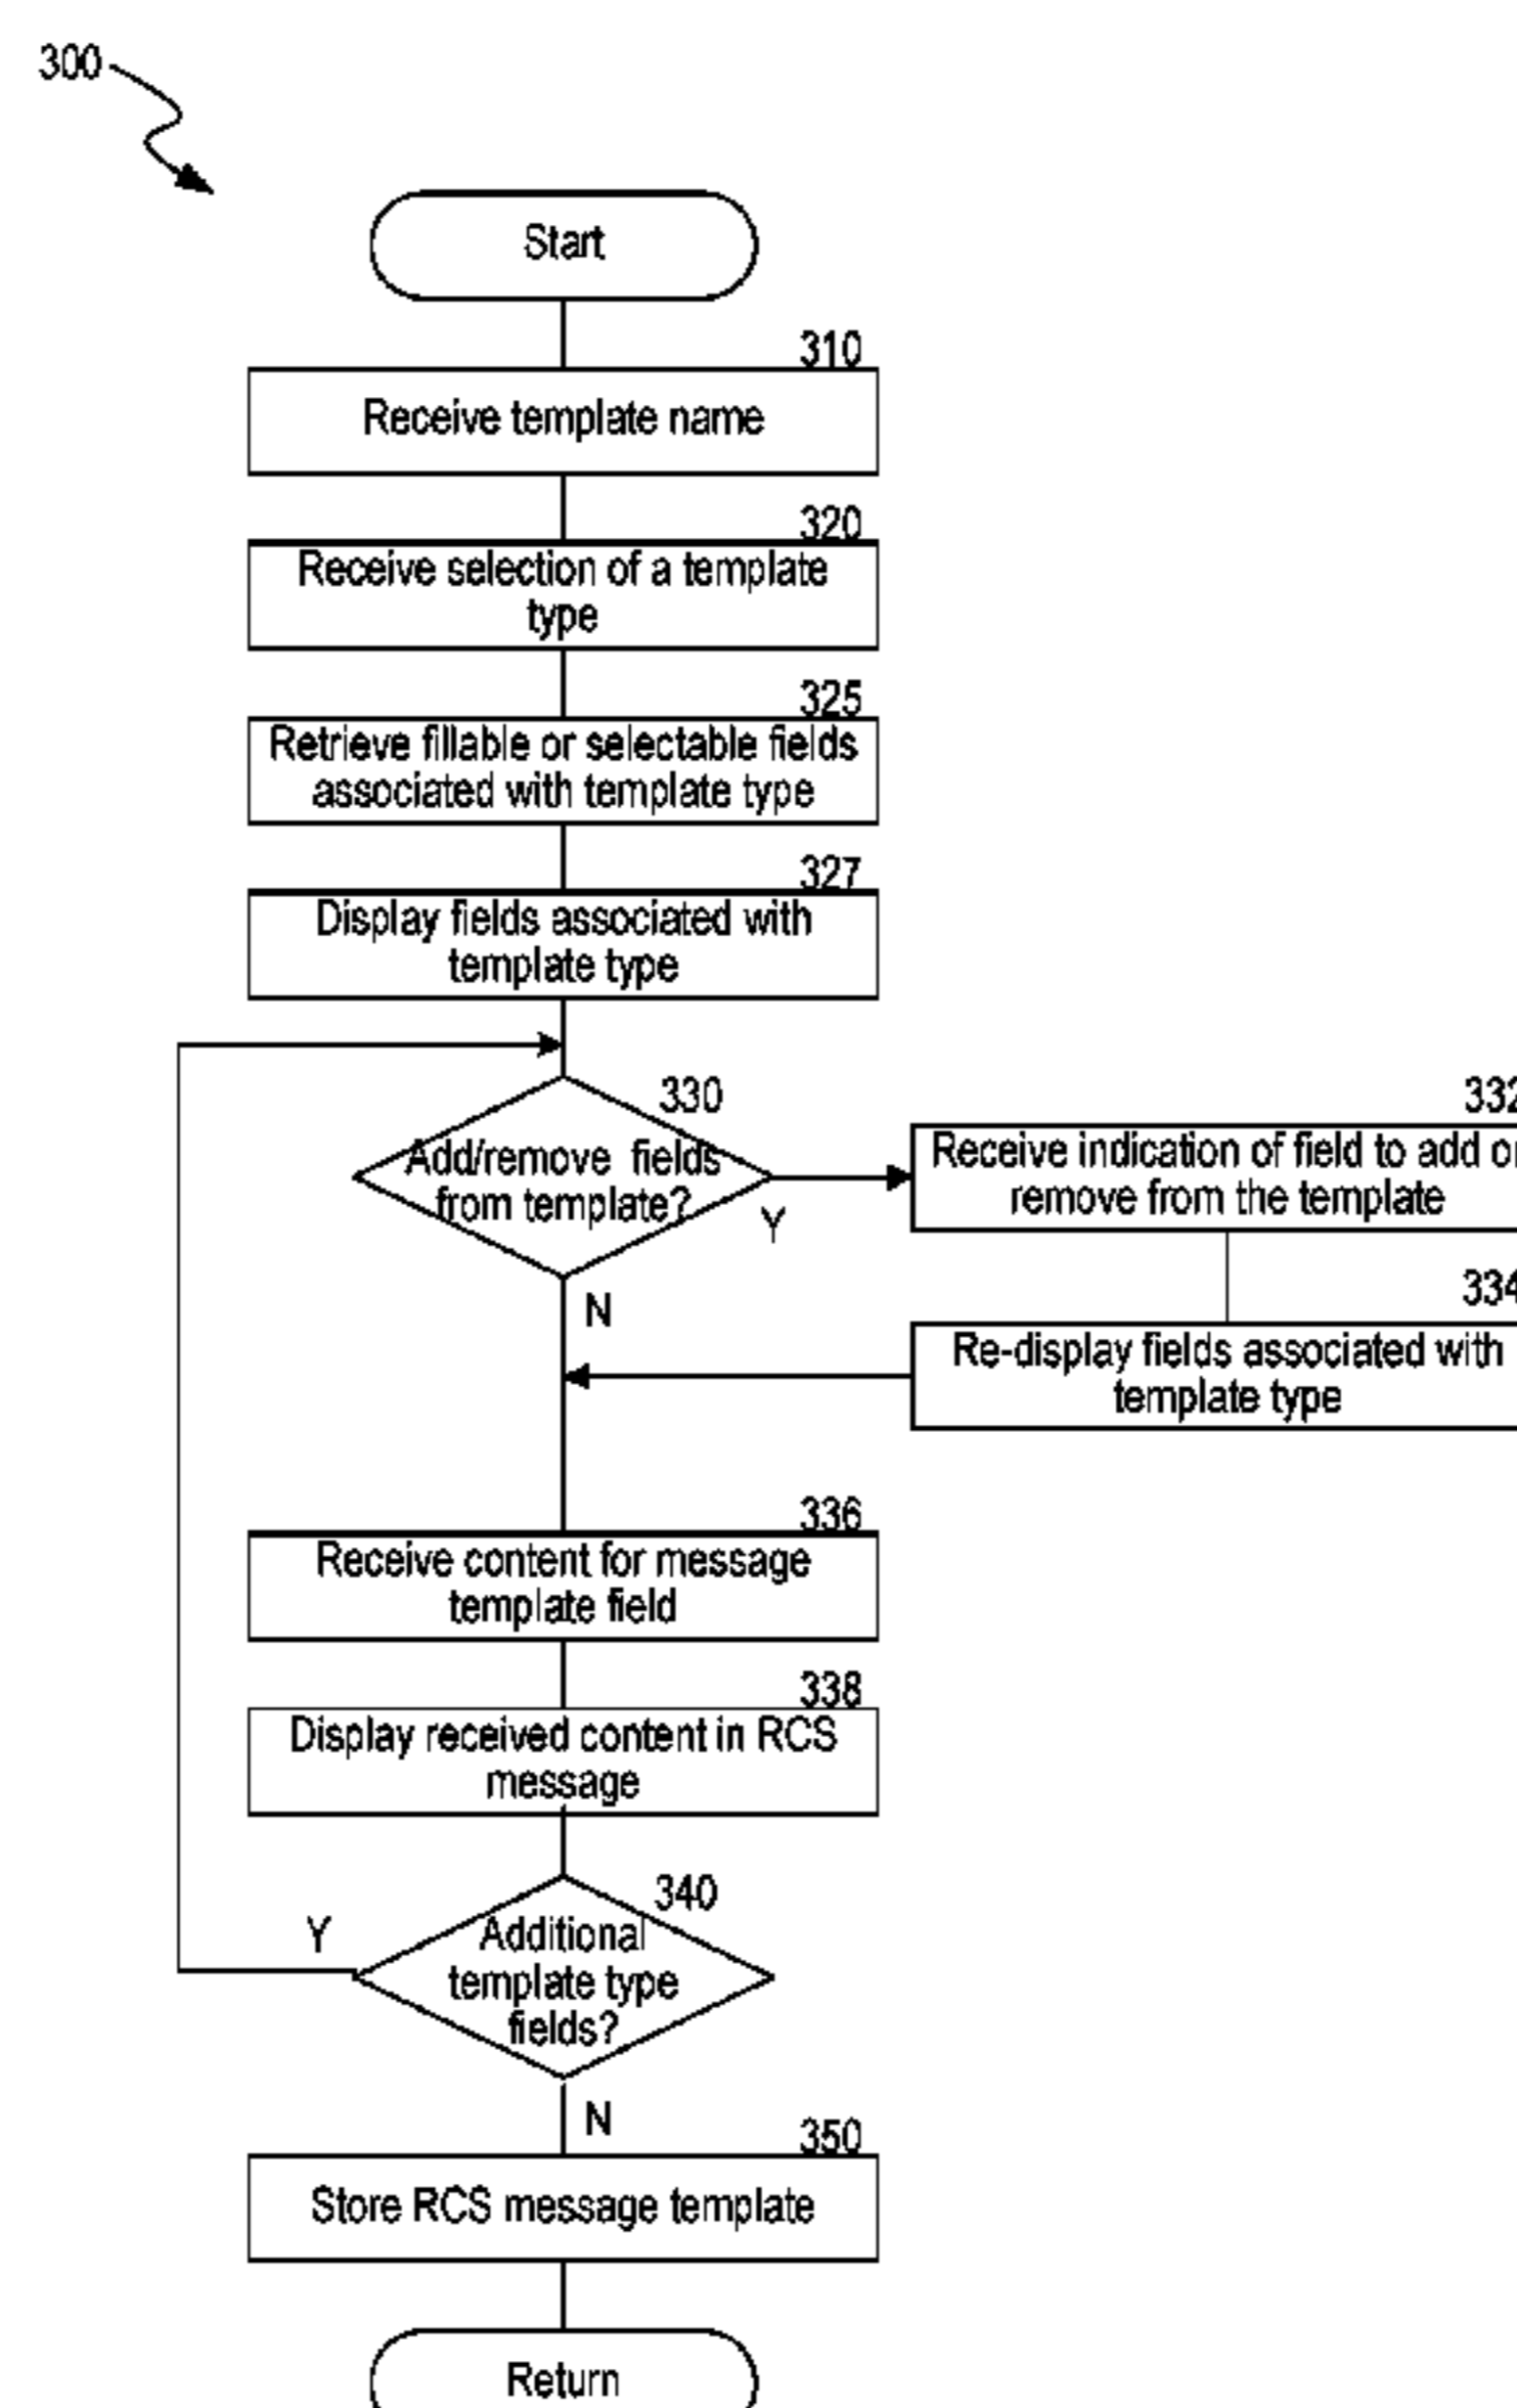 300
Start
310
Receive template name
320
Receive selection of a template
type
325
Retrieve fillable or selectable fields
associated with template type
327
Display fields associated with
template type
330
Add/remove fields
from template?
Y
N
332
Receive indication of field to add or
remove from the template
334
Re-display fields associated with
template type
336
Receive content for message
template field
338
Display received content in RCS
message
340
Additional
template type
fields?
Y
N
350
Store RCS message template
Return